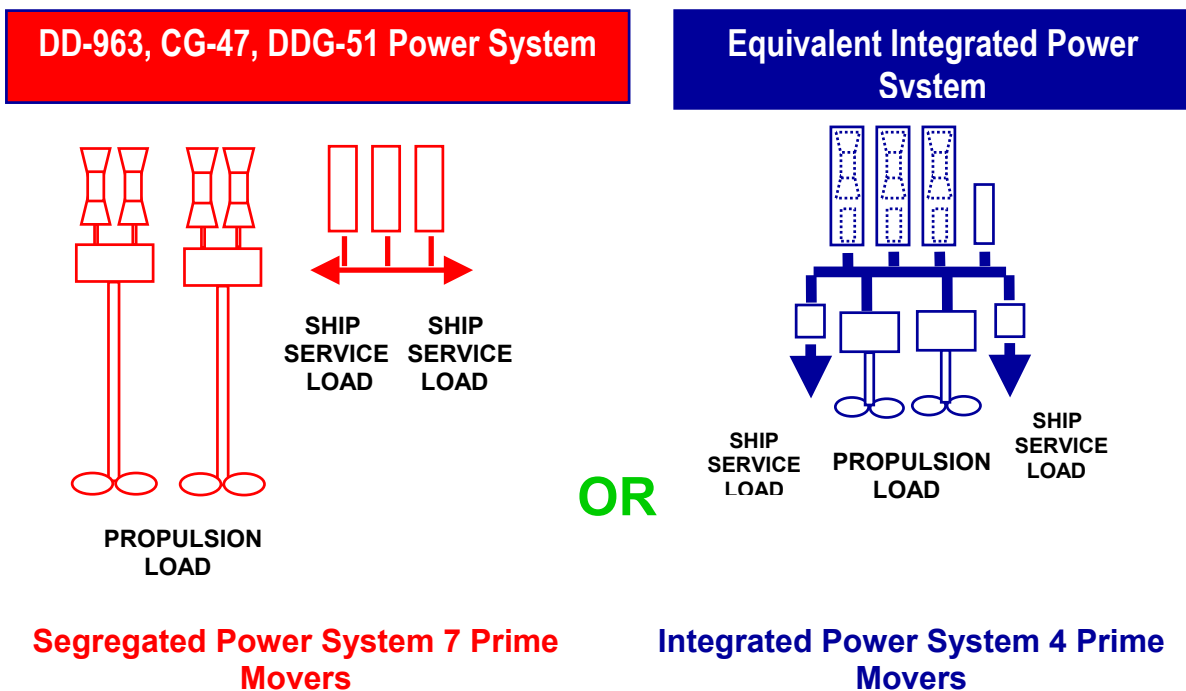 DD-963, CG-47, DDG-51 Power System
Equivalent Integrated Power
System
SHIP
SERVICE
LOAD
SHIP
SERVICE
LOAD
PROPULSION
LOAD
OR
SHIP
SERVICE
LOAD
PROPULSION
LOAD
SHIP
SERVICE
LOAD
Segregated Power System 7 Prime
Movers
Integrated Power System 4 Prime
Movers